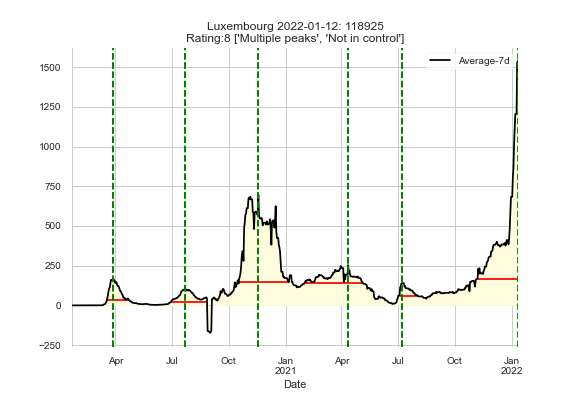 Luxembourg 2022-01-12: 118925
Rating:8 ['Multiple peaks', 'Not in control']
Average-7d
1500
1250
1000
750
500
250
0
−250
Apr
Jul
Oct
Jan
2021
Apr
Jul
Oct
Jan
2022
Date